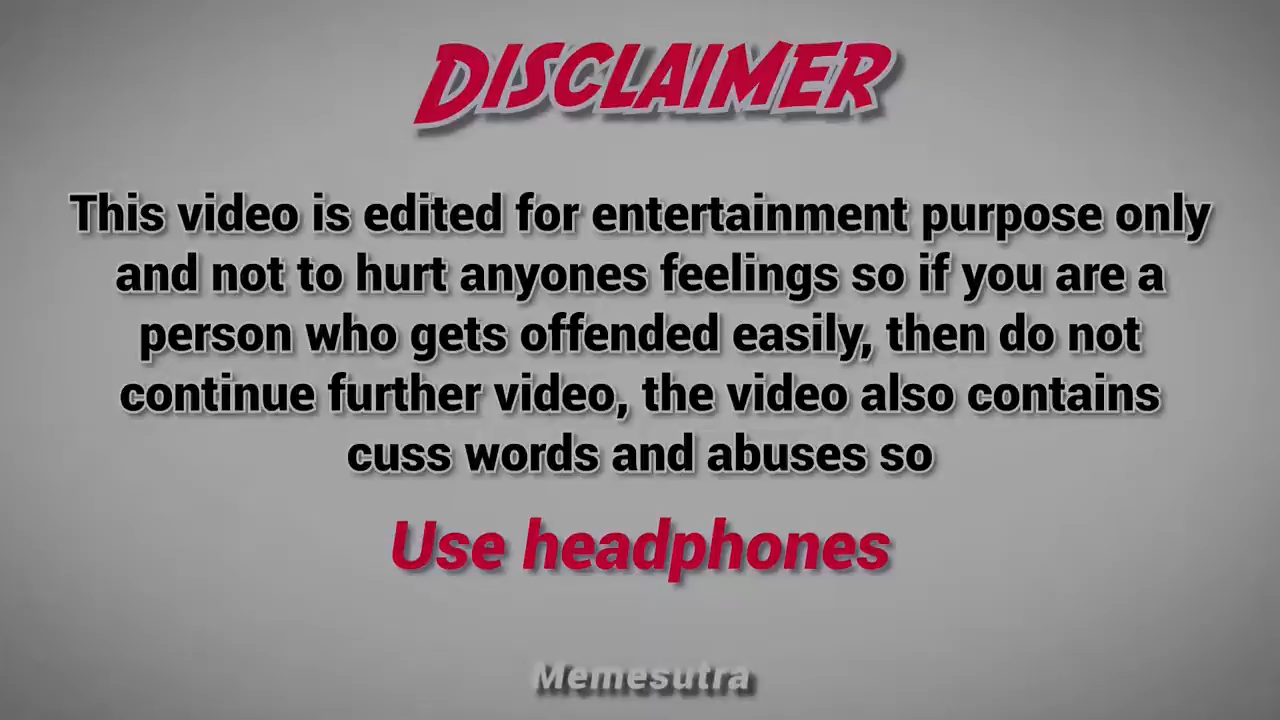 DISCLAIMER
This video is edited for entertainment purpose only
and not to hurt anyones feelings so if you are a
person who gets offended easily, then do not
continue further video, the video also contains
cuss words and abuses so
Use headphones
Memesutra